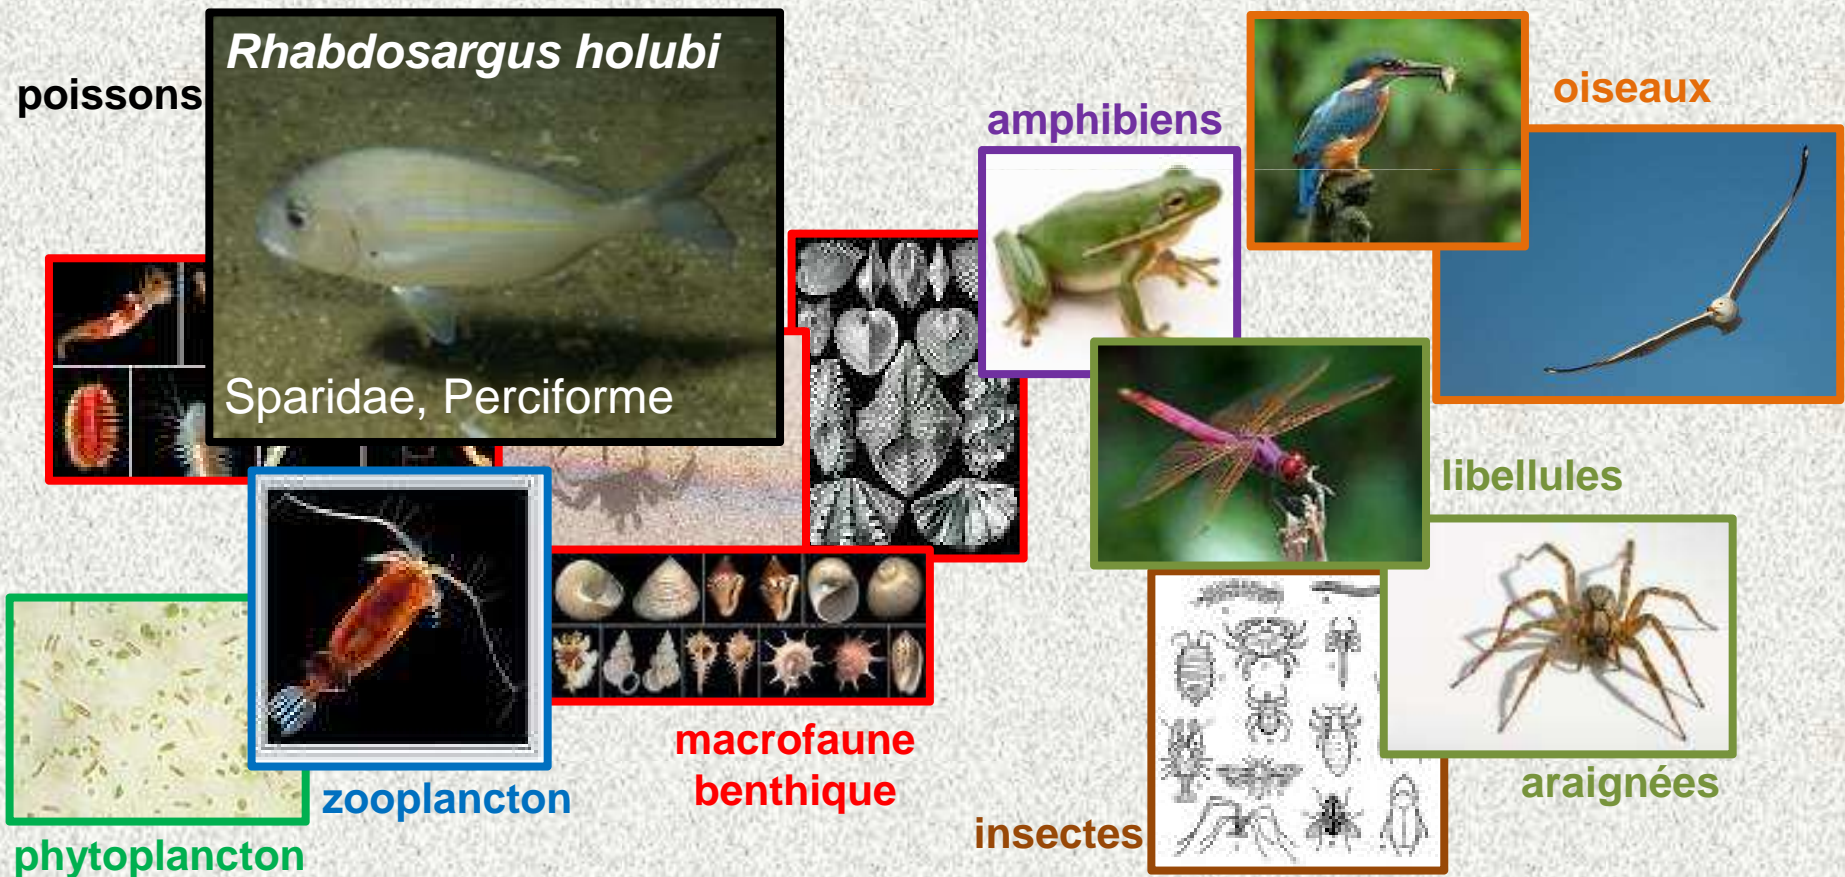 poissons
Rhabdosargus holubi
Sparidae, Perciforme
amphibiens
oiseaux
libellules
araignées
insectes
macrofaune
benthique
zooplancton
phytoplancton